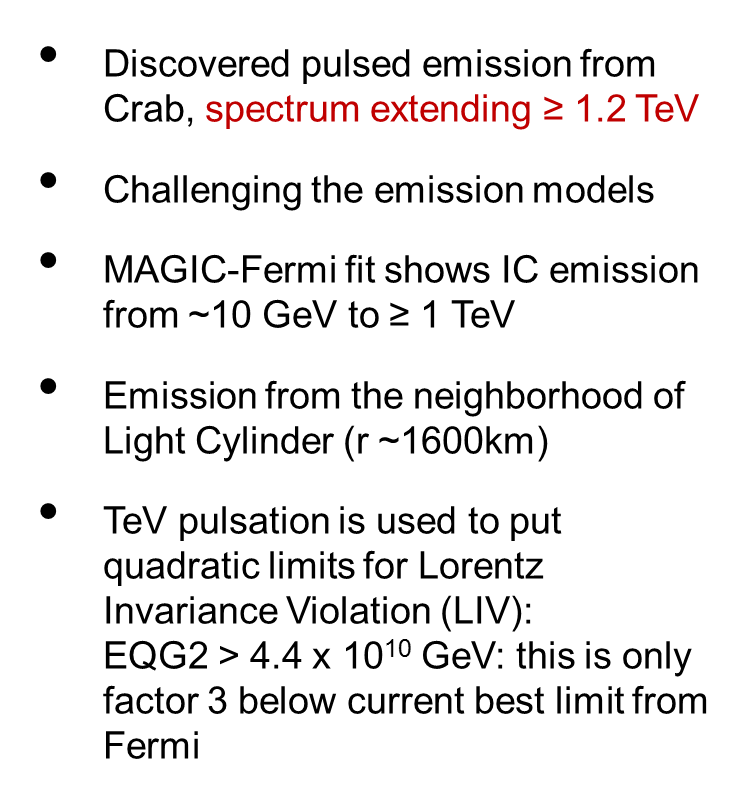 • Discovered pulsed emission from
Crab, spectrum extending ≥ 1.2 TeV
• Challenging the emission models
• MAGIC-Fermi fit shows IC emission
from ~10 GeV to ≥ 1 TeV
• Emission from the neighborhood of
Light Cylinder (r ~1600km)
• TeV pulsation is used to put
quadratic limits for Lorentz
Invariance Violation (LIV):
EQG2 > 4.4 x 10¹⁰ GeV: this is only
factor 3 below current best limit from
Fermi